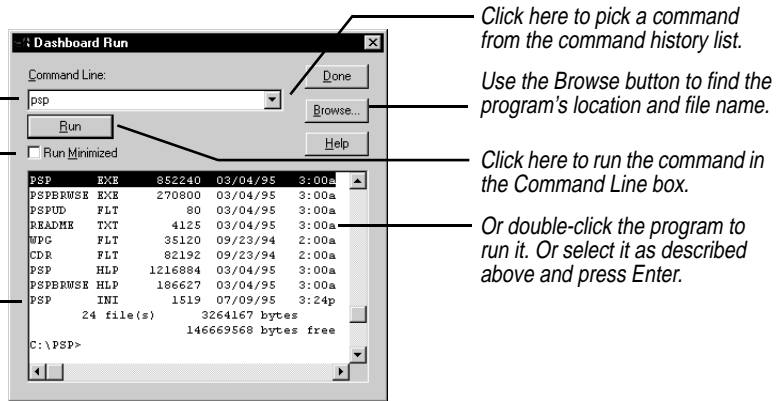 Dashboard Run
Command Line:
psp
Run
Run Minimized
Done
Browse...
Help
PSP EXE 852240 03/04/95 3:00a
PSPBRWSE EXE 270800 03/04/95 3:00a
PSPUD FLT 80 03/04/95 3:00a
README TXT 4125 03/04/95 3:00a
WPG FLT 35120 09/23/94 2:00a
CDR FLT 82192 09/23/94 2:00a
PSP HLP 1216884 03/04/95 3:00a
PSPBRWSE HLP 186627 03/04/95 3:00a
PSP INI 1519 07/09/95 3:24p
24 file(s) 3264167 bytes
146669568 bytes free
C:\PSP>
Click here to pick a command
from the command history list.
Use the Browse button to find the
program's location and file name.
Click here to run the command in
the Command Line box.
Or double-click the program to
run it. Or select it as described
above and press Enter.